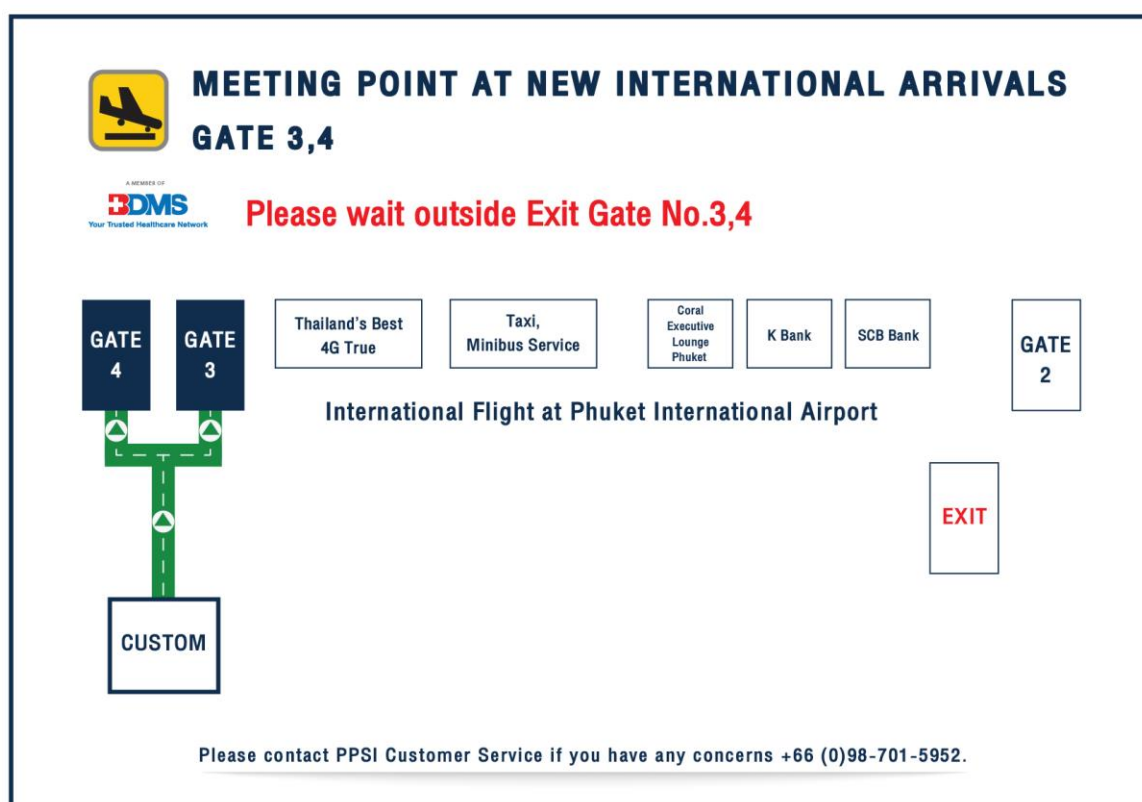 MEETING POINT AT NEW INTERNATIONAL ARRIVALS
GATE 3,4
A MEMBER OF
BDMS
Your Trusted Healthcare Network
Please wait outside Exit Gate No.3,4
GATE
4
GATE
3
Thailand's Best
4G True
Taxi,
Minibus Service
Coral
Executive
Lounge
Phuket
K Bank
SCB Bank
GATE
2
International Flight at Phuket International Airport
EXIT
CUSTOM
Please contact PPSI Customer Service if you have any concerns +66 (0)98-701-5952.